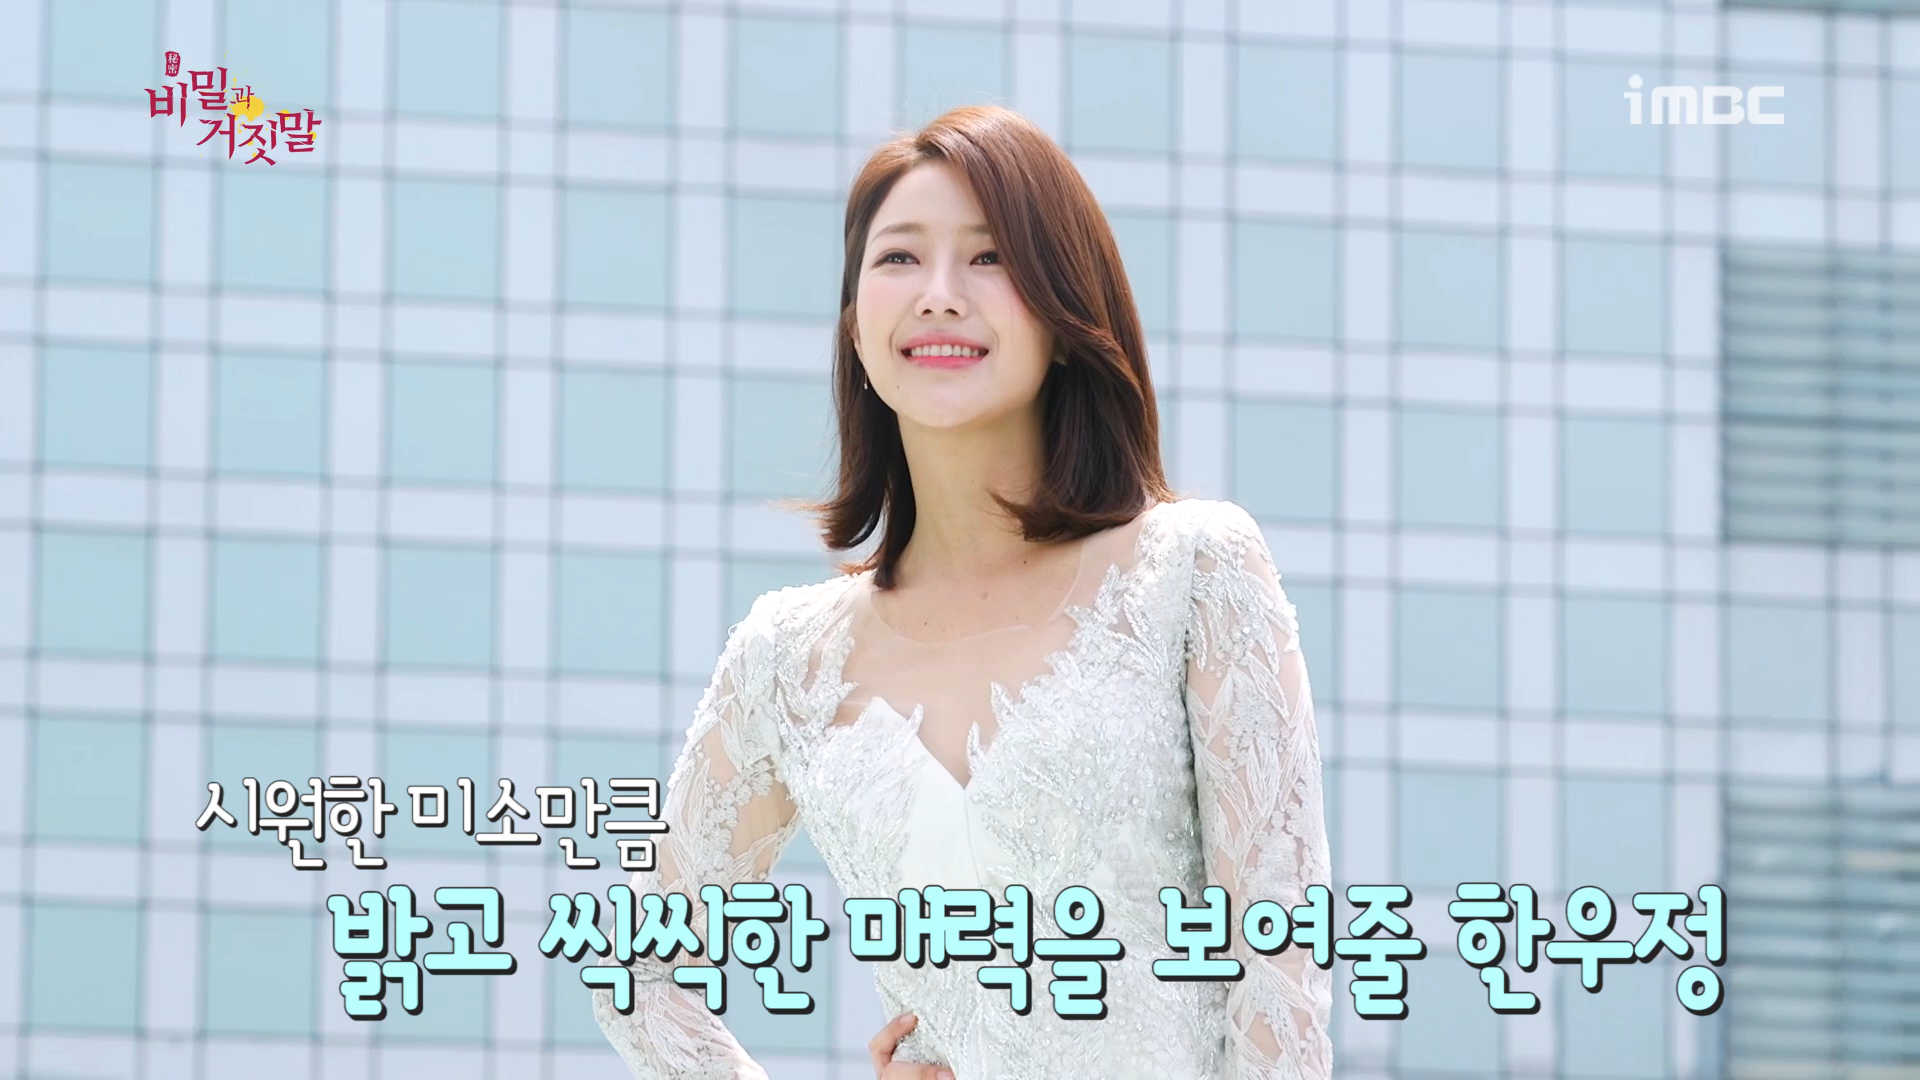 秘密
비밀과
거짓말
iMBC
시원한 미소만큼
밝고 씩씩한 매력을 보여줄 한우정